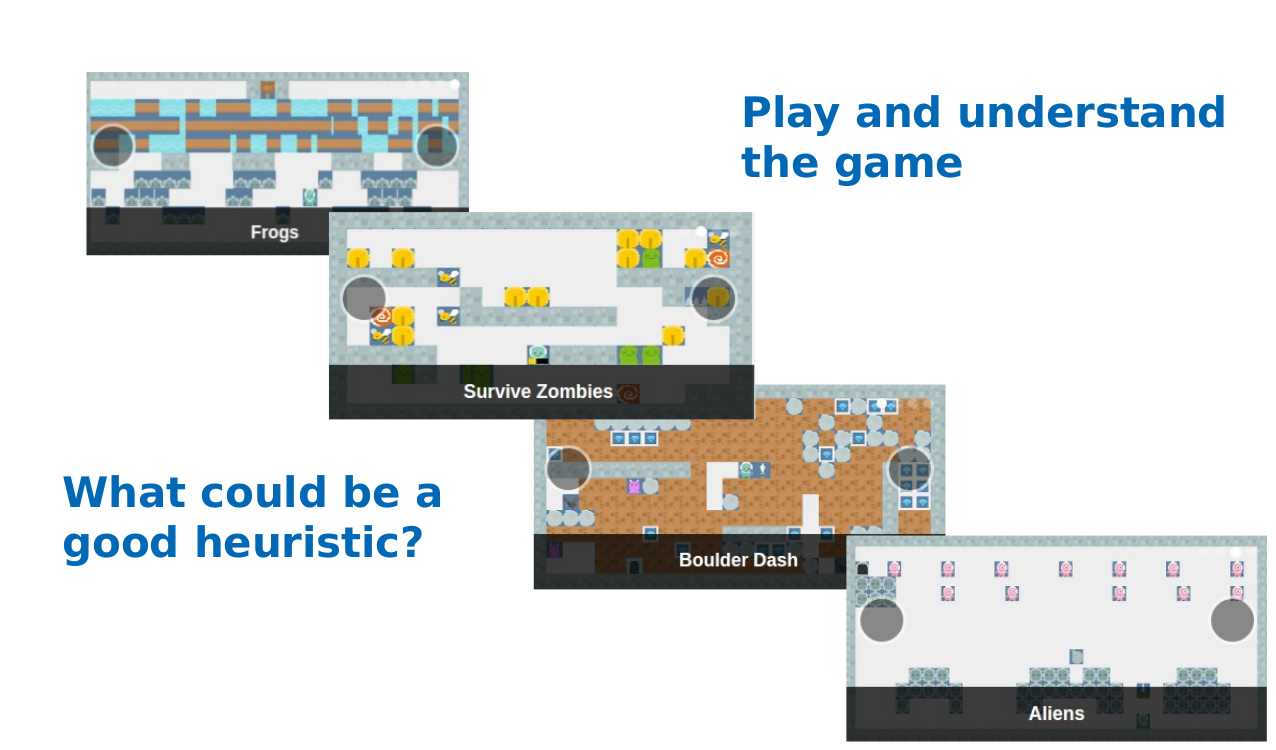 Play and understand
the game
Frogs
Survive Zombies
What could be a
good heuristic?
Boulder Dash
Aliens